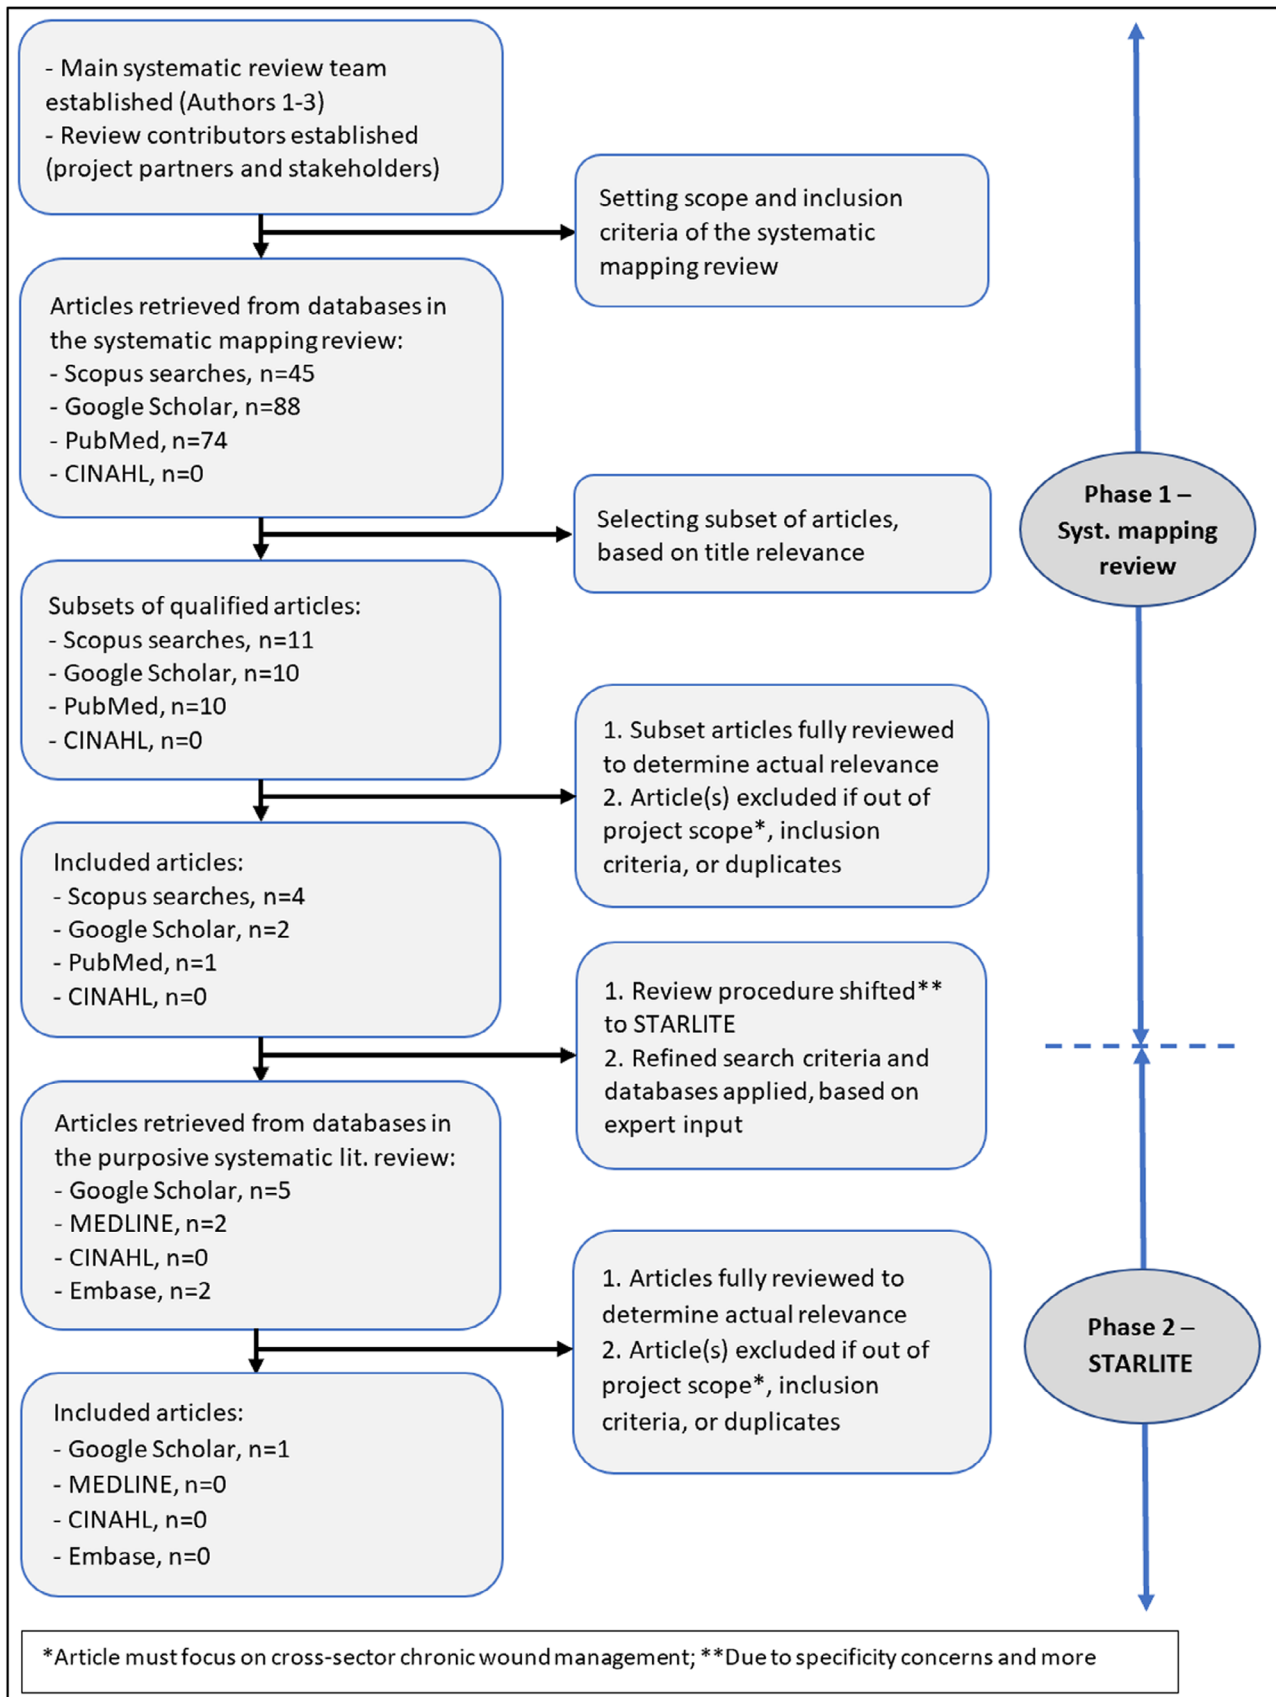 - Main systematic review team
established (Authors 1-3)
- Review contributors established
(project partners and stakeholders)
Setting scope and inclusion
criteria of the systematic
mapping review
Articles retrieved from databases in
the systematic mapping review:
- Scopus searches, n=45
- Google Scholar, n=88
- PubMed, n=74
- CINAHL, n=0
Selecting subset of articles,
based on title relevance
Phase 1 –
Syst. mapping
review
Subsets of qualified articles:
- Scopus searches, n=11
- Google Scholar, n=10
- PubMed, n=10
- CINAHL, n=0
1. Subset articles fully reviewed
to determine actual relevance
2. Article(s) excluded if out of
project scope*, inclusion
criteria, or duplicates
Included articles:
- Scopus searches, n=4
- Google Scholar, n=2
- PubMed, n=1
- CINAHL, n=0
1. Review procedure shifted**
to STARLITE
2. Refined search criteria and
databases applied, based on
expert input
Articles retrieved from databases in
the purposive systematic lit. review:
- Google Scholar, n=5
- MEDLINE, n=2
- CINAHL, n=0
- Embase, n=2
1. Articles fully reviewed to
determine actual relevance
2. Article(s) excluded if out of
project scope*, inclusion
criteria, or duplicates
Phase 2 –
STARLITE
Included articles:
- Google Scholar, n=1
- MEDLINE, n=0
- CINAHL, n=0
- Embase, n=0
*Article must focus on cross-sector chronic wound management; **Due to specificity concerns and more